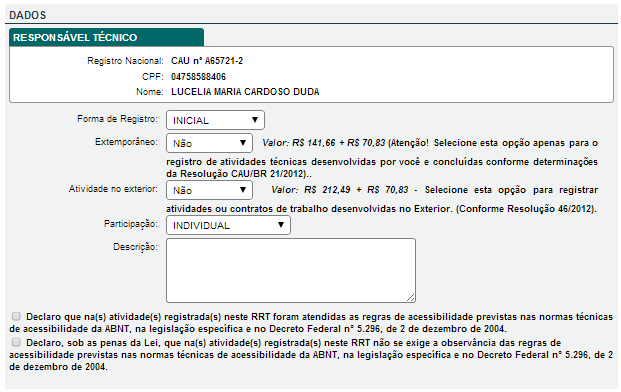 DADOS
RESPONSÁVEL TÉCNICO
Registro Nacional: CAU nº A65721-2
CPF: 04758588406
Nome: LUCELIA MARIA CARDOSO DUDA
Forma de Registro: INICIAL
Extemporâneo: Não Valor: R$ 141,66 + R$ 70,83 (Atenção! Selecione esta opção apenas para o
registro de atividades técnicas desenvolvidas por você e concluídas conforme determinações
da Resolução CAU/BR 21/2012)..
Atividade no exterior: Não Valor: R$ 212,49 + R$ 70,83 - Selecione esta opção para registrar
atividades ou contratos de trabalho desenvolvidas no Exterior. (Conforme Resolução 46/2012).
Participação: INDIVIDUAL
Descrição:
Declaro que na(s) atividade(s) registrada(s) neste RRT foram atendidas as regras de acessibilidade previstas nas normas técnicas
de acessibilidade da ABNT, na legislação específica e no Decreto Federal nº 5.296, de 2 de dezembro de 2004.
Declaro, sob as penas da Lei, que na(s) atividade(s) registrada(s) neste RRT não se exige a observância das regras de
acessibilidade previstas nas normas técnicas de acessibilidade da ABNT, na legislação específica e no Decreto Federal nº 5.296, de 2
de dezembro de 2004.